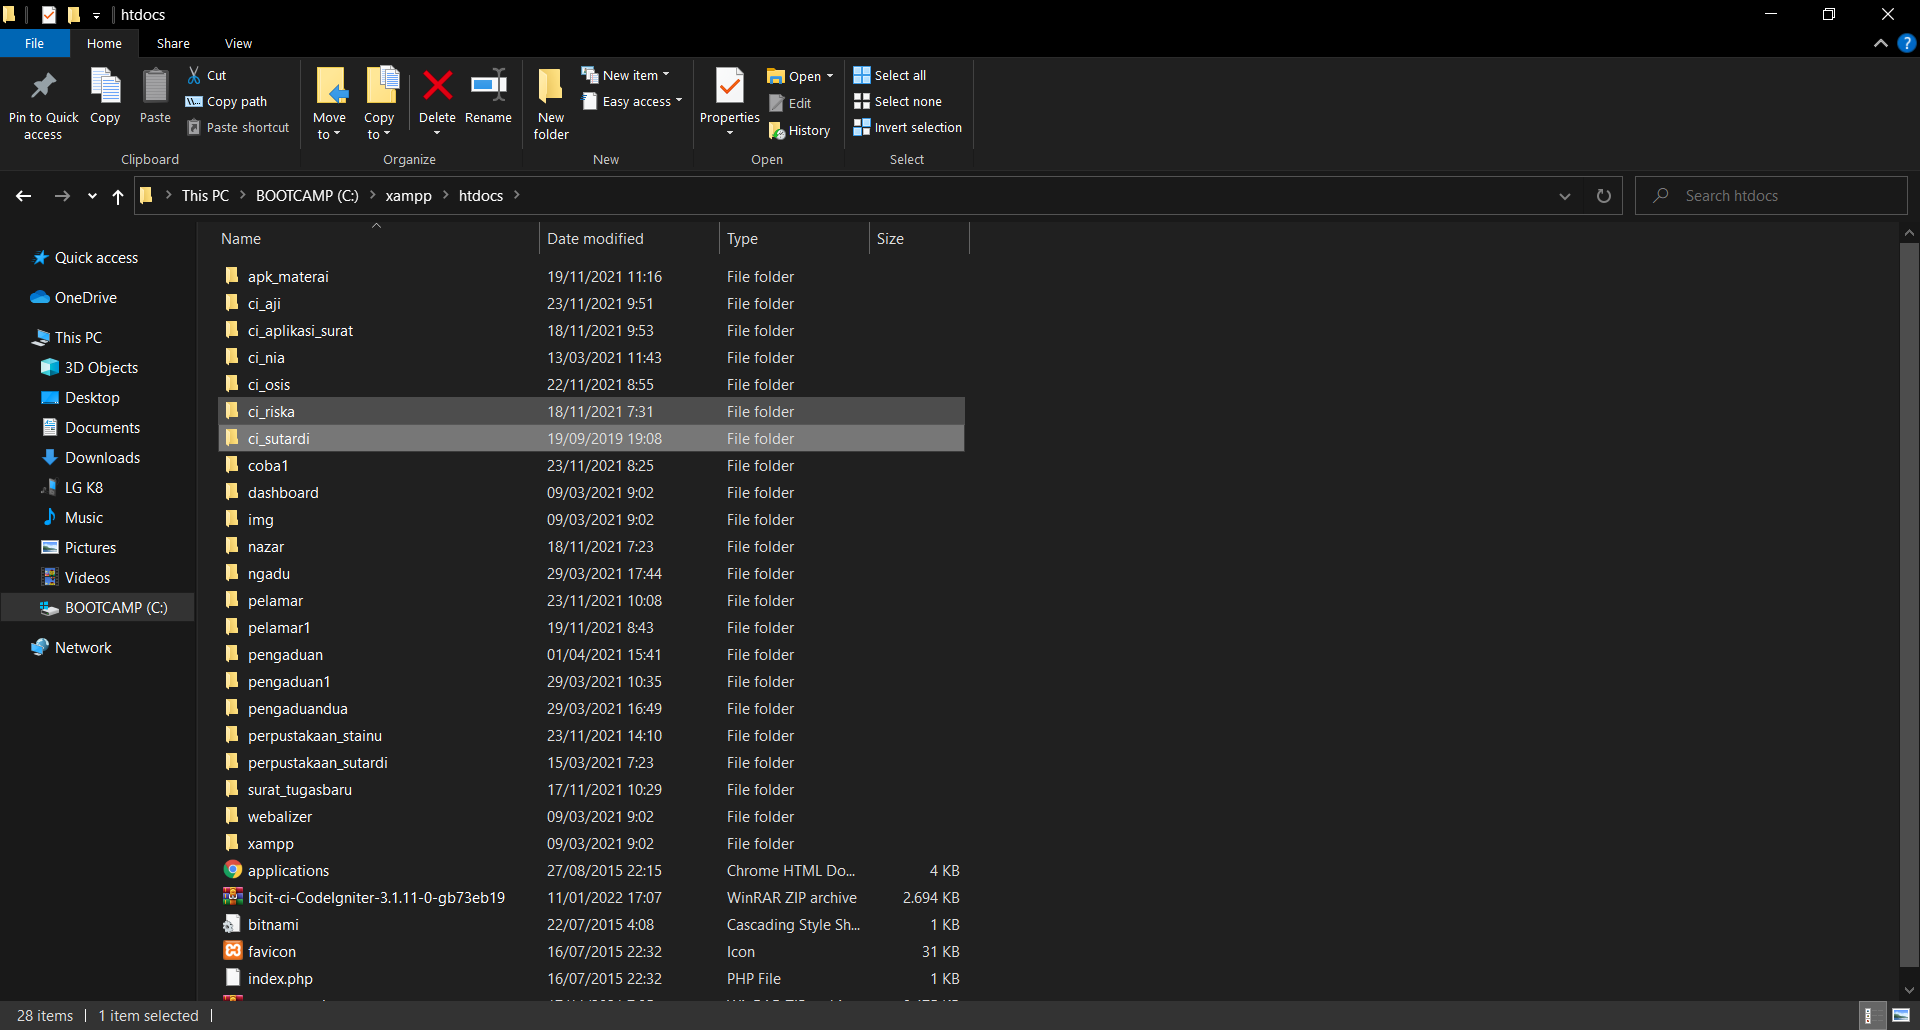 htdocs
File Home Share View
Pin to Quick access
Copy
Paste
Cut
Copy path
Paste shortcut
Clipboard
Move to
Copy to
Delete
Rename
Organize
New folder
New item
Easy access
New
Properties
Open
Edit
History
Open
Select all
Select none
Invert selection
Select
This PC BOOTCAMP (C:) xampp htdocs
Search htdocs
Quick access
OneDrive
This PC
3D Objects
Desktop
Documents
Downloads
LG K8
Music
Pictures
Videos
BOOTCAMP (C:)
Network
Name Date modified Type Size
apk_materai 19/11/2021 11:16 File folder
ci_aji 23/11/2021 9:51 File folder
ci_aplikasi_surat 18/11/2021 9:53 File folder
ci_nia 13/03/2021 11:43 File folder
ci_osis 22/11/2021 8:55 File folder
ci_riska 18/11/2021 7:31 File folder
ci_sutardi 19/09/2019 19:08 File folder
coba1 23/11/2021 8:25 File folder
dashboard 09/03/2021 9:02 File folder
img 09/03/2021 9:02 File folder
nazar 18/11/2021 7:23 File folder
ngadu 29/03/2021 17:44 File folder
pelamar 23/11/2021 10:08 File folder
pelamar1 19/11/2021 8:43 File folder
pengaduan 01/04/2021 15:41 File folder
pengaduan1 29/03/2021 10:35 File folder
pengaduandua 29/03/2021 16:49 File folder
perpustakaan_stainu 23/11/2021 14:10 File folder
perpustakaan_sutardi 15/03/2021 7:23 File folder
surat_tugasbaru 17/11/2021 10:29 File folder
webalizer 09/03/2021 9:02 File folder
xampp 09/03/2021 9:02 File folder
applications 27/08/2015 22:15 Chrome HTML Do... 4 KB
bcit-ci-CodeIgniter-3.1.11-0-gb73eb19 11/01/2022 17:07 WinRAR ZIP archive 2.694 KB
bitnami 22/07/2015 4:08 Cascading Style Sh... 1 KB
favicon 16/07/2015 22:32 Icon 31 KB
index.php 16/07/2015 22:32 PHP File 1 KB
28 items 1 item selected